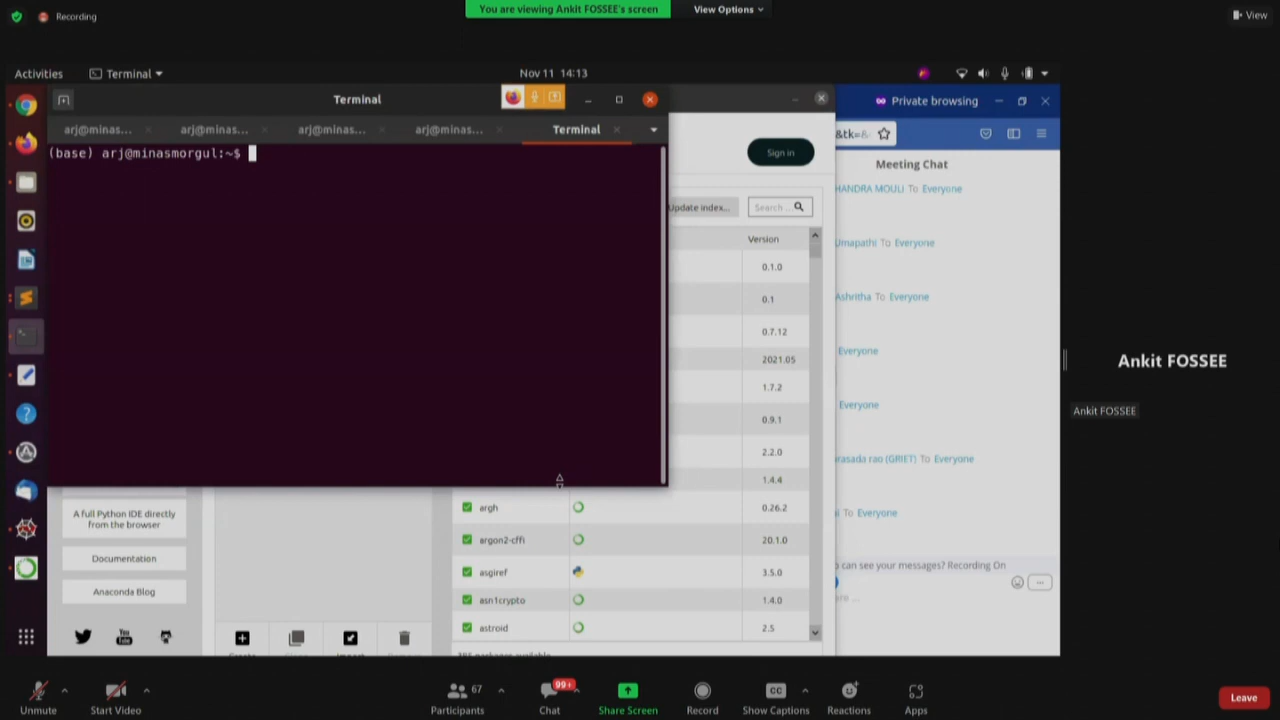 Recording
You are viewing Ankit FOSSEE's screen
View Options
View
Activities
Terminal
Nov 11 14:13
Terminal
Private browsing
arj@minas...
arj@minas...
arj@minas...
arj@minas...
Terminal
&tk=&
(base) arj@minasmorgul:~$
Sign in
Meeting Chat
HANDRA MOULI To Everyone
Update index...
Search ...
Version
Umapathi To Everyone
0.1.0
Ashritha To Everyone
0.1
0.7.12
Everyone
2021.05
1.7.2
Everyone
0.9.1
2.2.0
rasada rao (GRIET) To Everyone
1.4.4
argh
0.26.2
Everyone
A full Python IDE directly
from the browser
argon2-cffi
20.1.0
Documentation
can see your messages? Recording On
asgiref
3.5.0
Anaconda Blog
asn1crypto
1.4.0
astroid
2.5
You
Tube
Ankit FOSSEE
Ankit FOSSEE
Unmute
Start Video
67
Participants
99+
Chat
Share Screen
Record
CC
Show Captions
Reactions
Apps
Leave